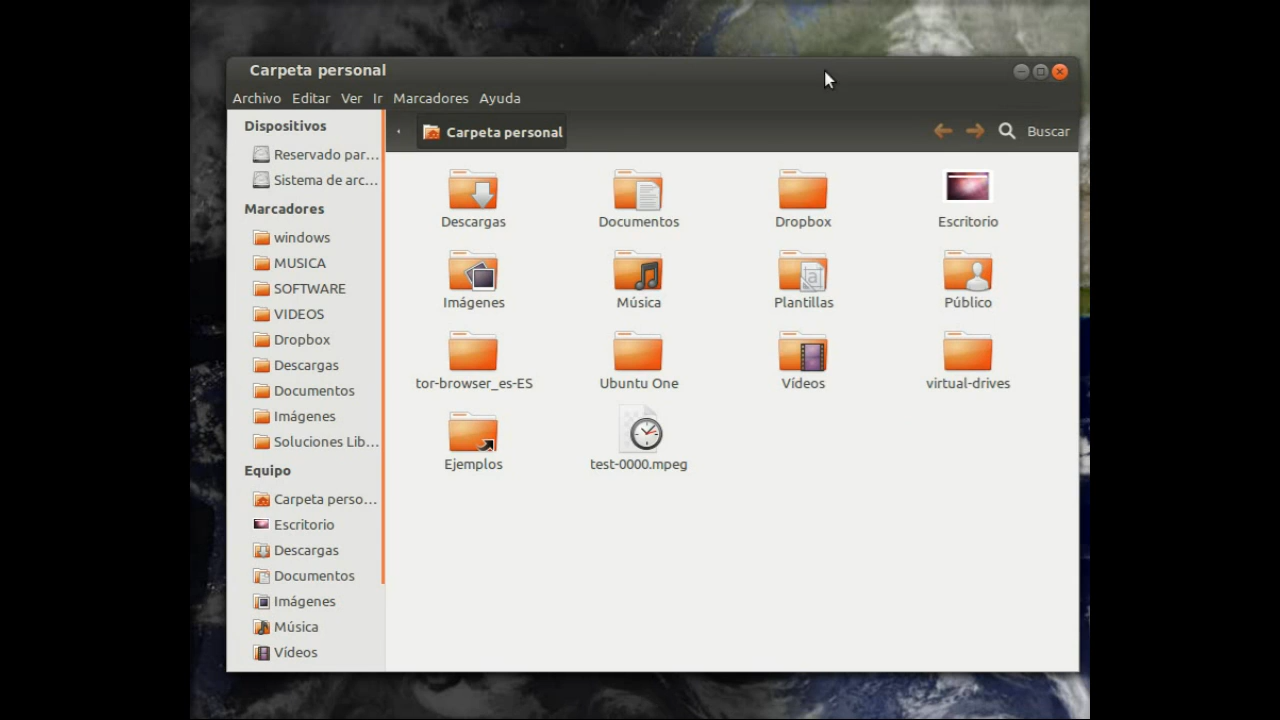 Carpeta personal
Archivo Editar Ver Ir Marcadores Ayuda
Dispositivos
Reservado par...
Sistema de arc...
Marcadores
windows
MUSICA
SOFTWARE
VIDEOS
Dropbox
Descargas
Documentos
Imágenes
Soluciones Lib...
Equipo
Carpeta perso...
Escritorio
Descargas
Documentos
Imágenes
Música
Vídeos
Carpeta personal
Buscar
Descargas Documentos Dropbox Escritorio
Imágenes Música Plantillas Público
tor-browser_es-ES Ubuntu One Vídeos virtual-drives
Ejemplos test-0000.mpeg